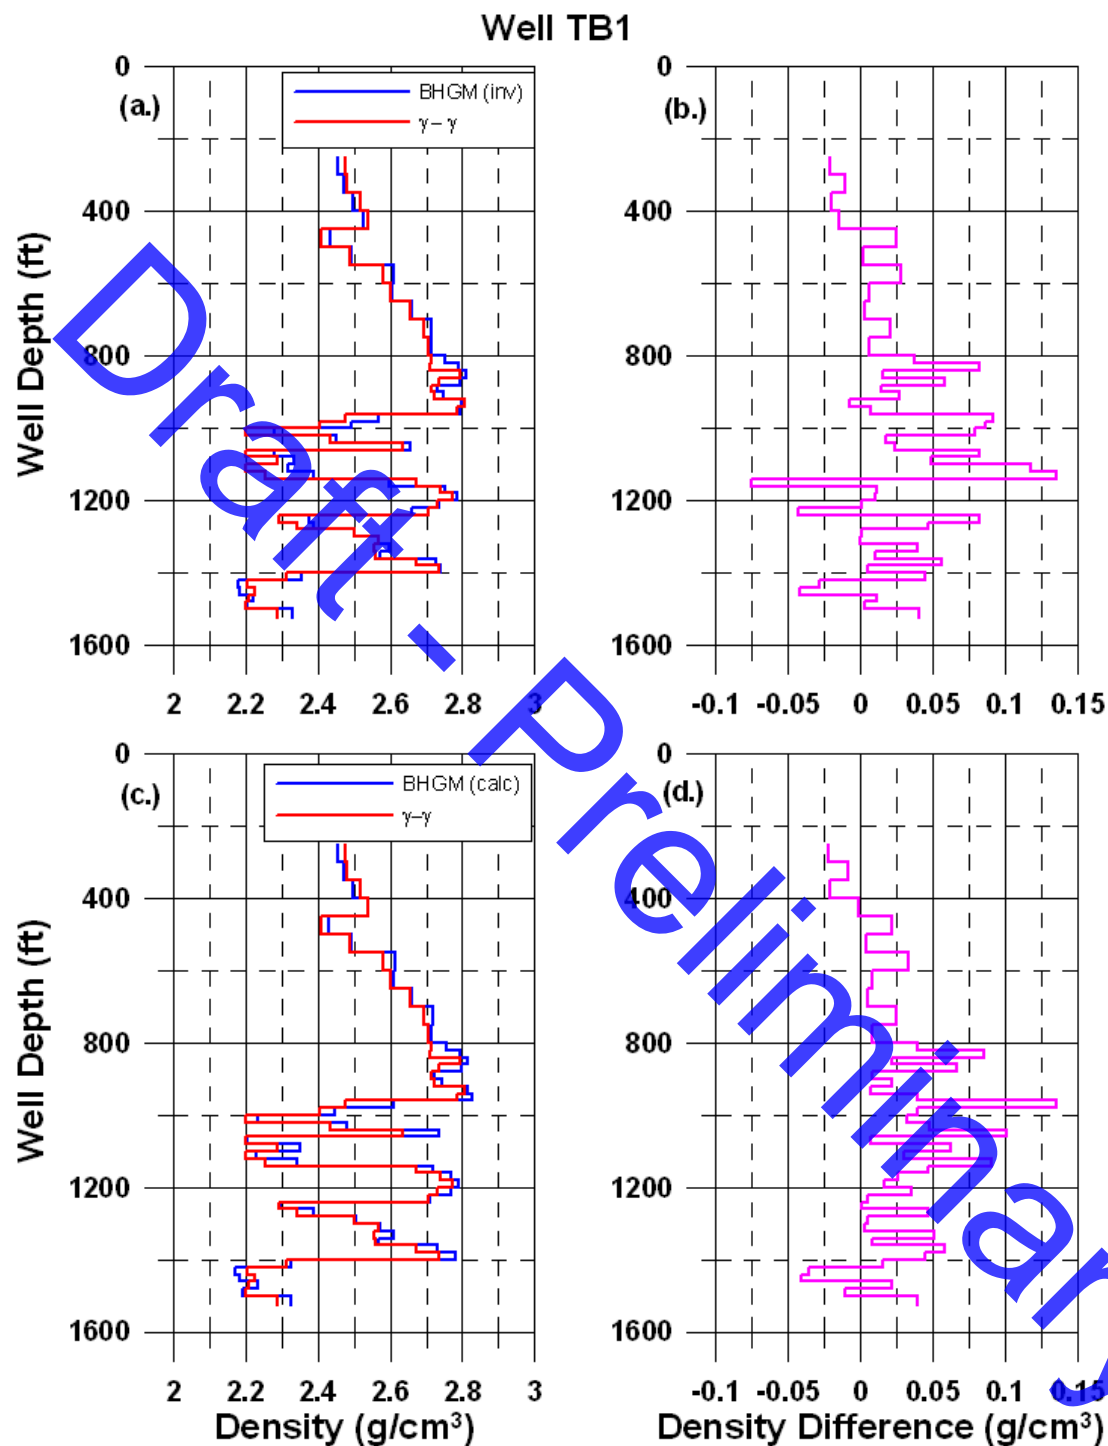 Well TB1
(a.)
BHGM (inv)
γ – γ
0
400
800
1200
1600
Well Depth (ft)
2 2.2 2.4 2.6 2.8 3
(b.)
0
400
800
1200
1600
-0.1 -0.05 0 0.05 0.1 0.15
(c.)
BHGM (calc)
γ–γ
0
400
800
1200
1600
Well Depth (ft)
2 2.2 2.4 2.6 2.8 3
Density (g/cm³)
(d.)
0
400
800
1200
1600
-0.1 -0.05 0 0.05 0.1 0.15
Density Difference (g/cm³)
Draft - Preliminary